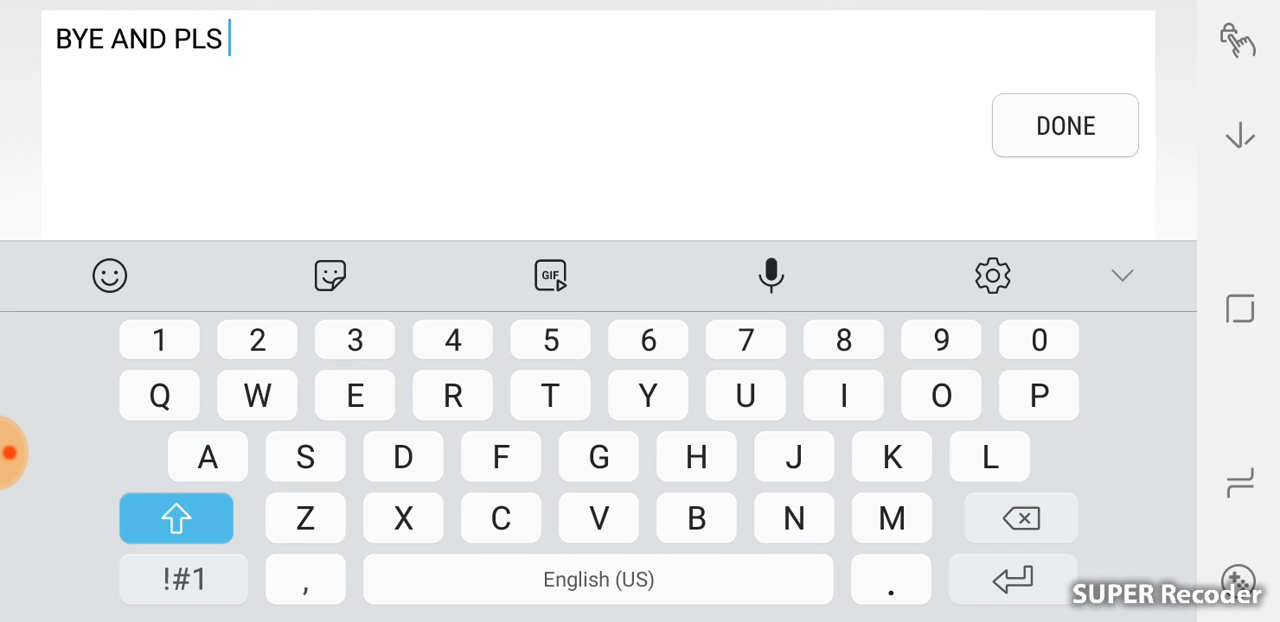 BYE AND PLS
DONE
GIF
1 2 3 4 5 6 7 8 9 0
Q W E R T Y U I O P
A S D F G H J K L
Z X C V B N M
!#1 , English (US) .
SUPER Recoder